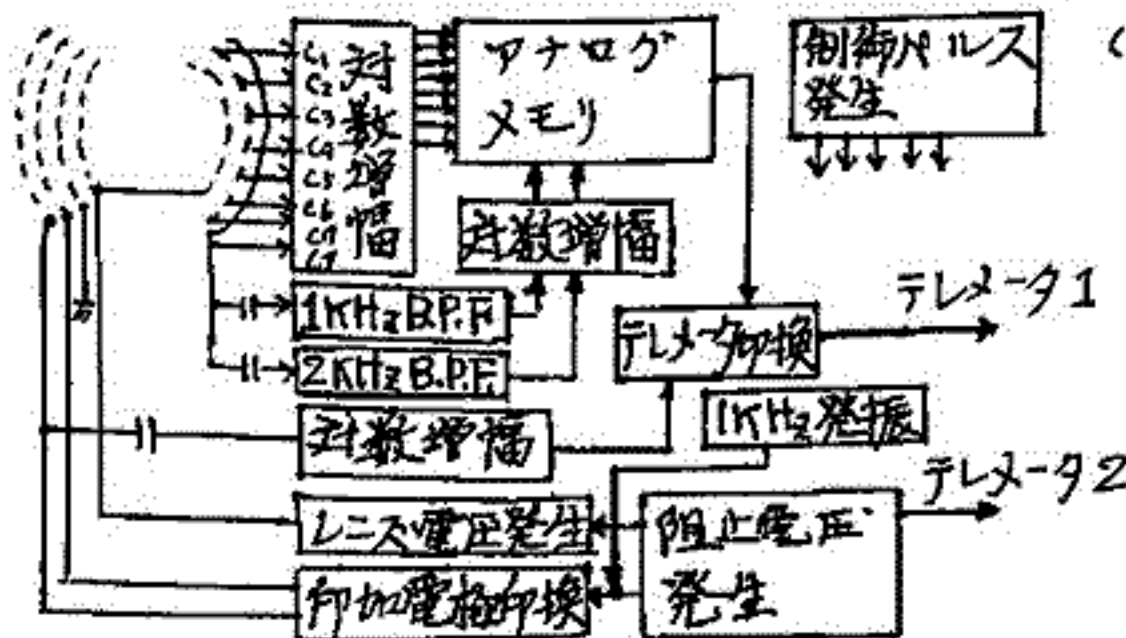 C1
C2
C3
C4
C5
C6
C7
対数増幅
アナログ
メモリ
制御パルス
発生
(
対数増幅
1KHz B.P.F.
2KHz B.P.F.
テレメータ切換
テレメータ1
1KHz発振
対数増幅
テレメータ2
レンズ電圧発生
阻止電圧
発生
印加電極切換